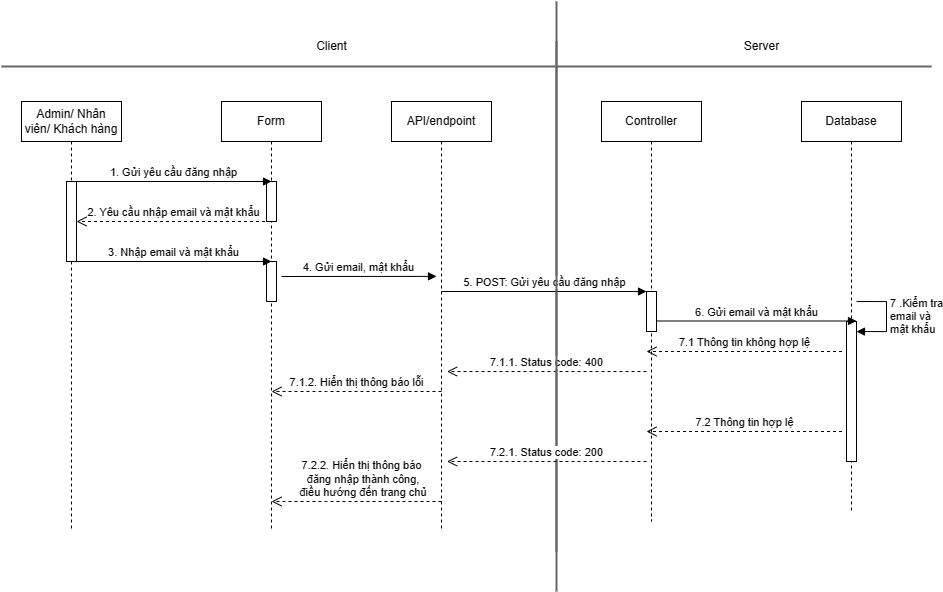 Client
Server
Admin/ Nhân
viên/ Khách hàng
Form
API/endpoint
Controller
Database
1. Gửi yêu cầu đăng nhập
2. Yêu cầu nhập email và mật khẩu
3. Nhập email và mật khẩu
4. Gửi email, mật khẩu
5. POST: Gửi yêu cầu đăng nhập
6. Gửi email và mật khẩu
7 .Kiểm tra
email và
mật khẩu
7.1 Thông tin không hợp lệ
7.1.1. Status code: 400
7.1.2. Hiển thị thông báo lỗi
7.2 Thông tin hợp lệ
7.2.1. Status code: 200
7.2.2. Hiển thị thông báo
đăng nhập thành công,
điều hướng đến trang chủ